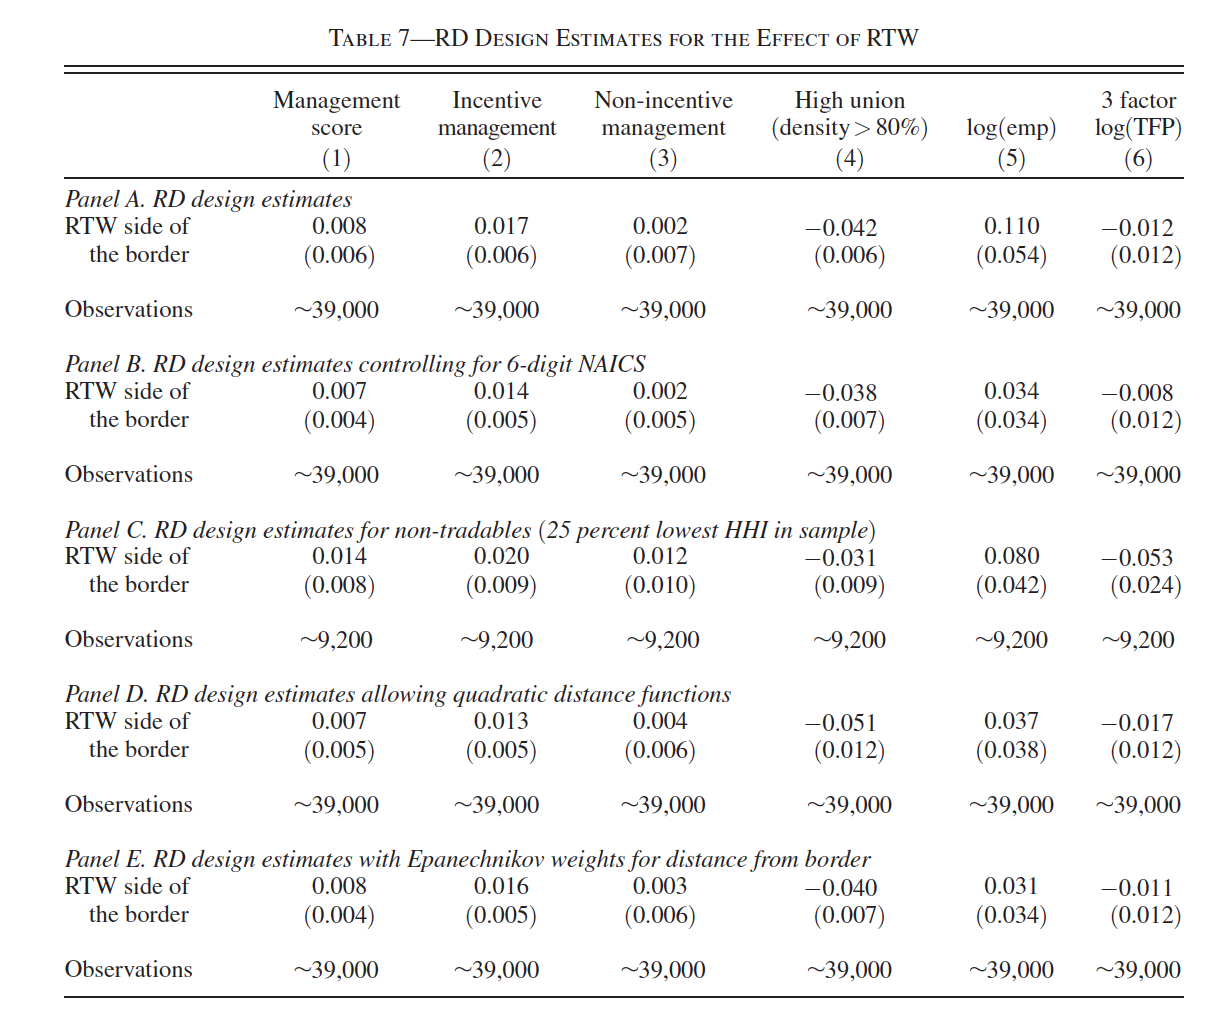 TABLE 7—RD DESIGN ESTIMATES FOR THE EFFECT OF RTW
Management score (1) Incentive management (2) Non-incentive management (3) High union (density > 80%) (4) log(emp) (5) 3 factor log(TFP) (6)
Panel A. RD design estimates
RTW side of 0.008 0.017 0.002 −0.042 0.110 −0.012
the border (0.006) (0.006) (0.007) (0.006) (0.054) (0.012)
Observations ~39,000 ~39,000 ~39,000 ~39,000 ~39,000 ~39,000
Panel B. RD design estimates controlling for 6-digit NAICS
RTW side of 0.007 0.014 0.002 −0.038 0.034 −0.008
the border (0.004) (0.005) (0.005) (0.007) (0.034) (0.012)
Observations ~39,000 ~39,000 ~39,000 ~39,000 ~39,000 ~39,000
Panel C. RD design estimates for non-tradables (25 percent lowest HHI in sample)
RTW side of 0.014 0.020 0.012 −0.031 0.080 −0.053
the border (0.008) (0.009) (0.010) (0.009) (0.042) (0.024)
Observations ~9,200 ~9,200 ~9,200 ~9,200 ~9,200 ~9,200
Panel D. RD design estimates allowing quadratic distance functions
RTW side of 0.007 0.013 0.004 −0.051 0.037 −0.017
the border (0.005) (0.005) (0.006) (0.012) (0.038) (0.012)
Observations ~39,000 ~39,000 ~39,000 ~39,000 ~39,000 ~39,000
Panel E. RD design estimates with Epanechnikov weights for distance from border
RTW side of 0.008 0.016 0.003 −0.040 0.031 −0.011
the border (0.004) (0.005) (0.006) (0.007) (0.034) (0.012)
Observations ~39,000 ~39,000 ~39,000 ~39,000 ~39,000 ~39,000